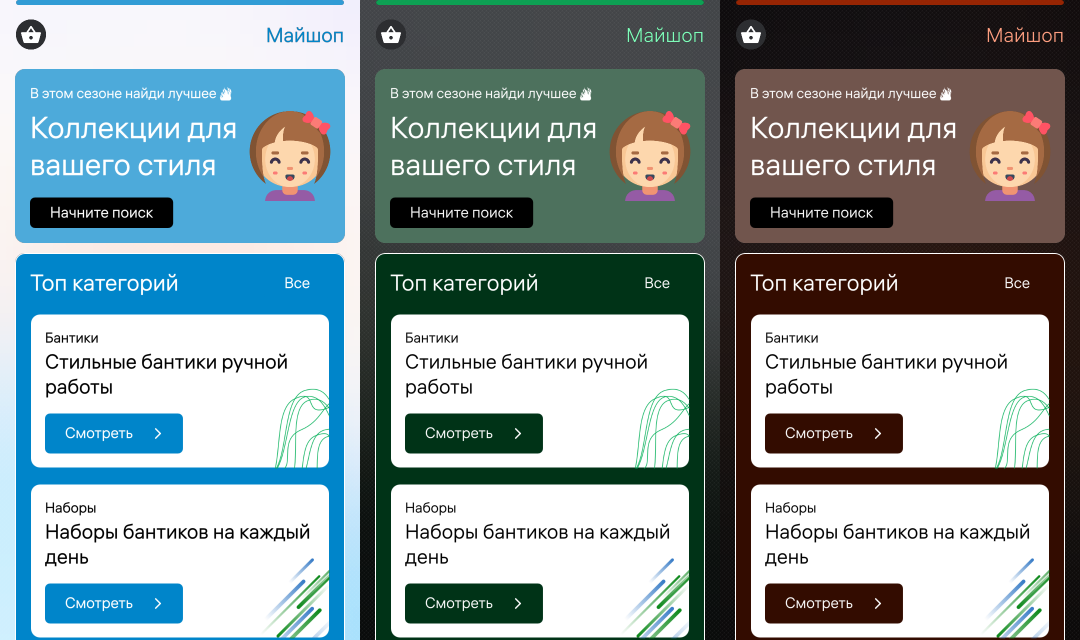 Майшоп
В этом сезоне найди лучшее
Коллекции для
вашего стиля
Начните поиск
Топ категорий
Все
Бантики
Стильные бантики ручной
работы
Смотреть
Наборы
Наборы бантиков на каждый
день
Смотреть
Майшоп
В этом сезоне найди лучшее
Коллекции для
вашего стиля
Начните поиск
Топ категорий
Все
Бантики
Стильные бантики ручной
работы
Смотреть
Наборы
Наборы бантиков на каждый
день
Смотреть
Майшоп
В этом сезоне найди лучшее
Коллекции для
вашего стиля
Начните поиск
Топ категорий
Все
Бантики
Стильные бантики ручной
работы
Смотреть
Наборы
Наборы бантиков на каждый
день
Смотреть